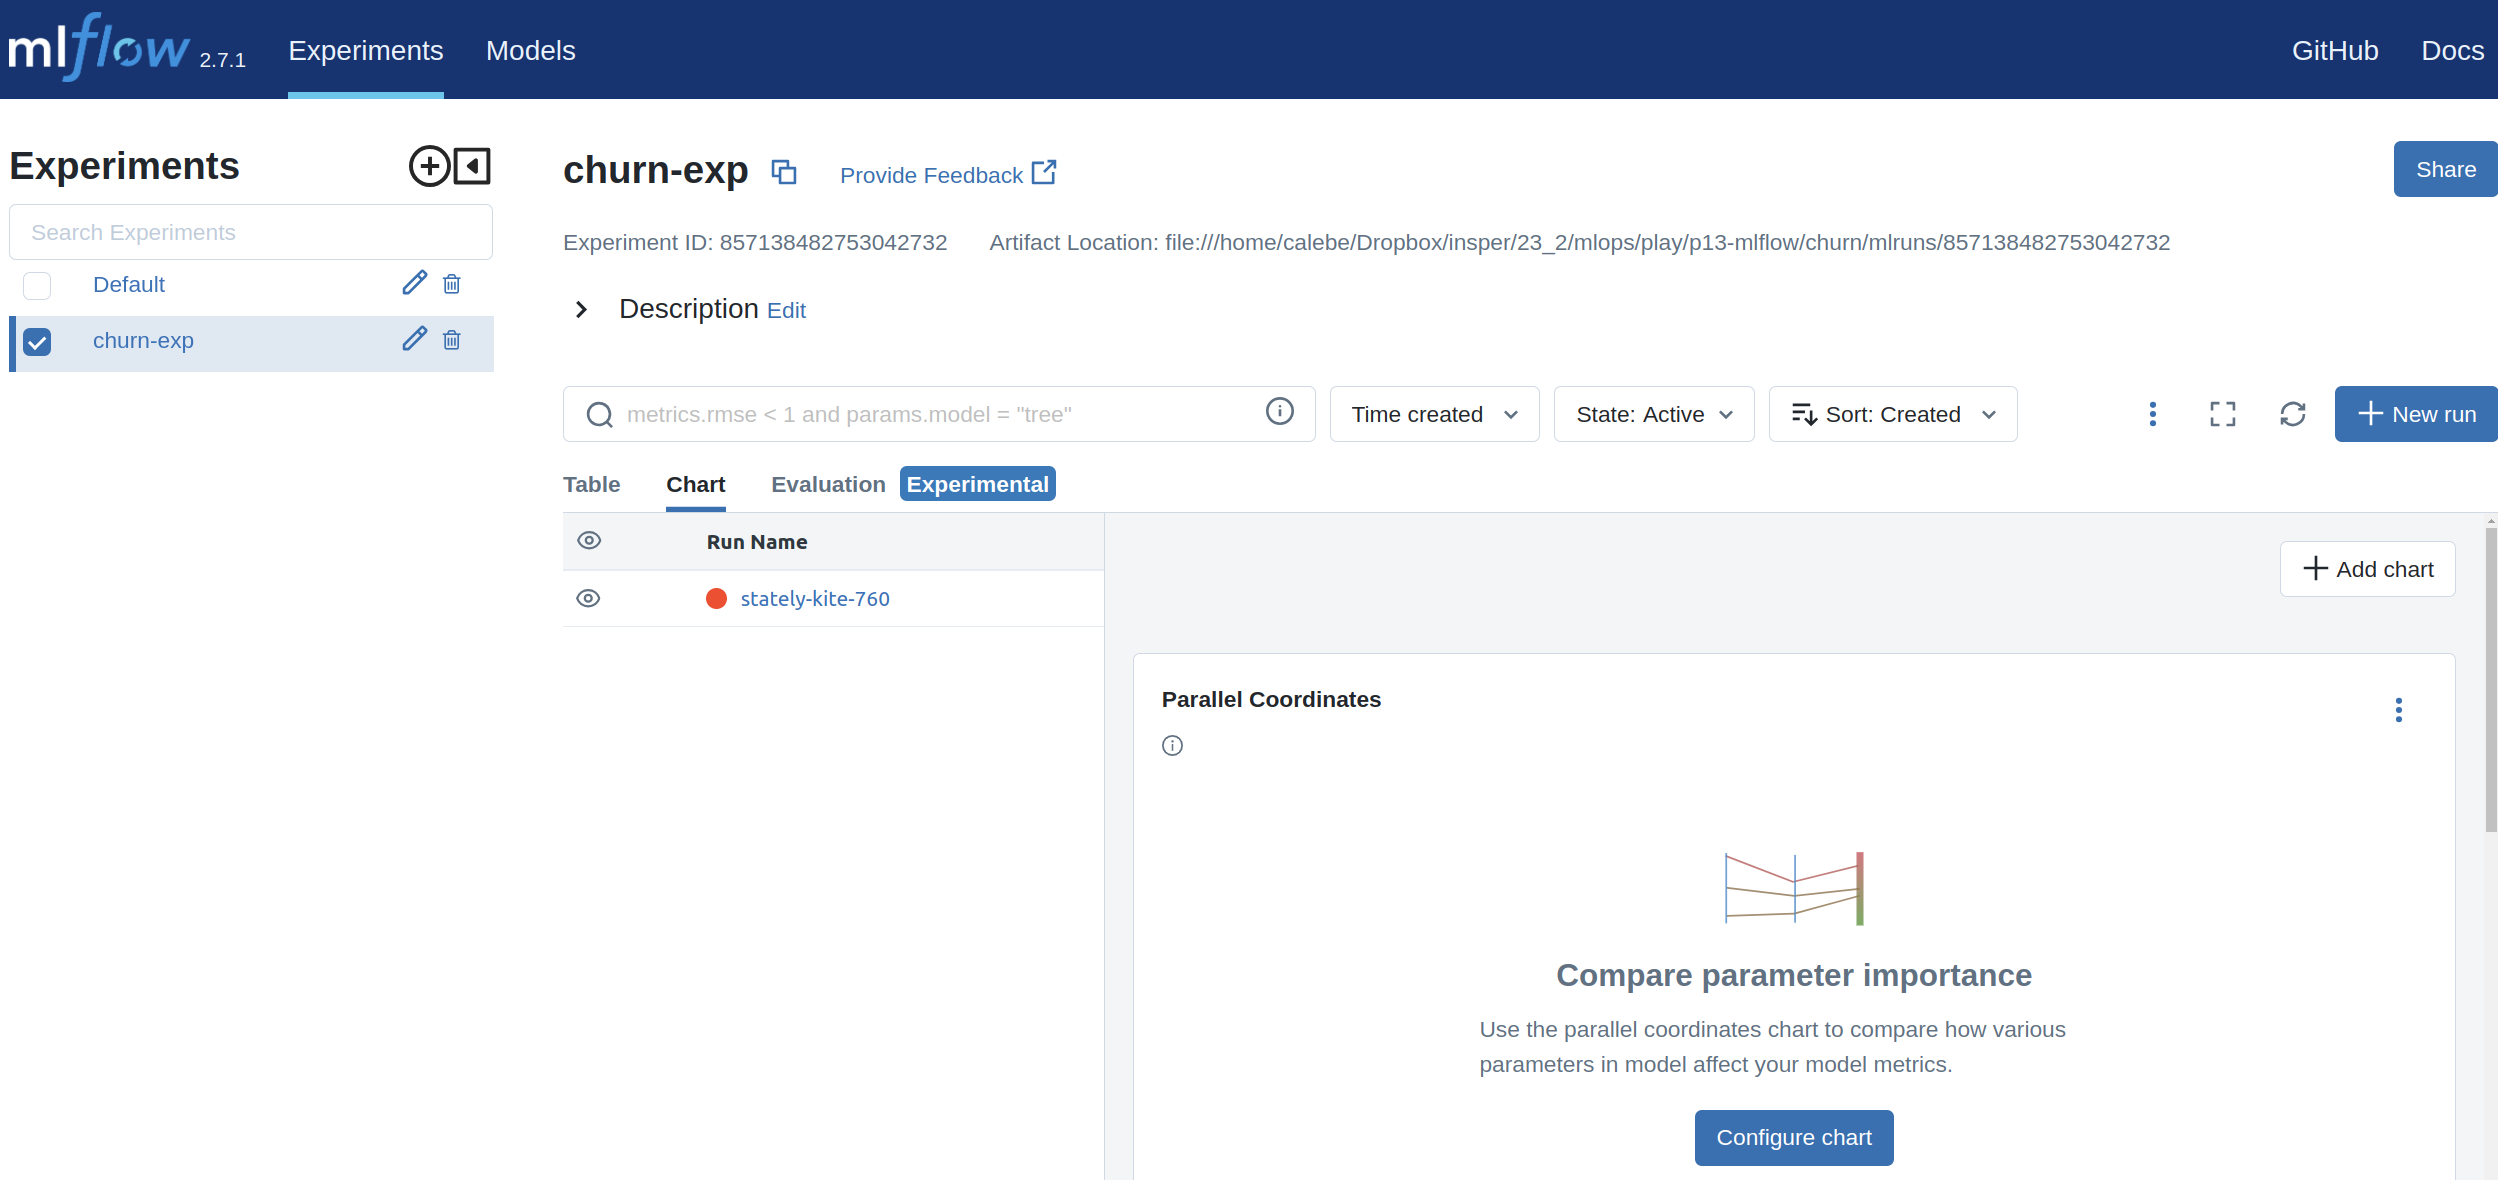 mlflow 2.7.1 Experiments Models GitHub Docs
Experiments
Search Experiments
Default
churn-exp
churn-exp Provide Feedback Share
Experiment ID: 857138482753042732 Artifact Location: file:///home/calebe/Dropbox/insper/23_2/mlops/play/p13-mlflow/churn/mlruns/857138482753042732
Description Edit
metrics.rmse < 1 and params.model = "tree" Time created State: Active Sort: Created New run
Table Chart Evaluation Experimental
Run Name
stately-kite-760
Add chart
Parallel Coordinates
Compare parameter importance
Use the parallel coordinates chart to compare how various
parameters in model affect your model metrics.
Configure chart